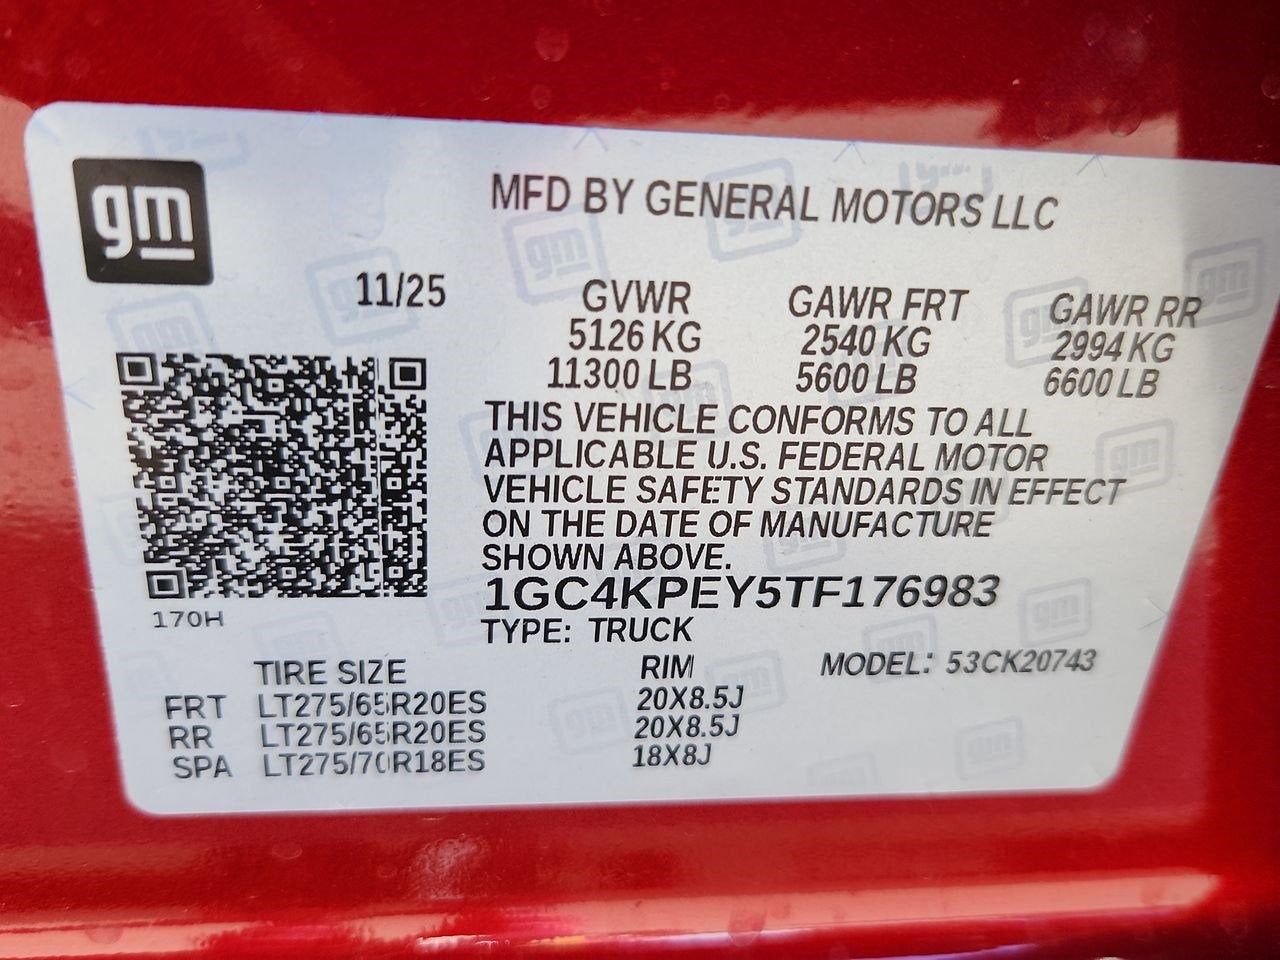 gm
MFD BY GENERAL MOTORS LLC
11/25
GVWR GAWR FRT GAWR RR
5126 KG 2540 KG 2994 KG
11300 LB 5600 LB 6600 LB
THIS VEHICLE CONFORMS TO ALL
APPLICABLE U.S. FEDERAL MOTOR
VEHICLE SAFETY STANDARDS IN EFFECT
ON THE DATE OF MANUFACTURE
SHOWN ABOVE.
1GC4KPEY5TF176983
170H
TYPE: TRUCK
TIRE SIZE RIM MODEL: 53CK20743
FRT LT275/65R20ES 20X8.5J
RR LT275/65R20ES 20X8.5J
SPA LT275/70R18ES 18X8J